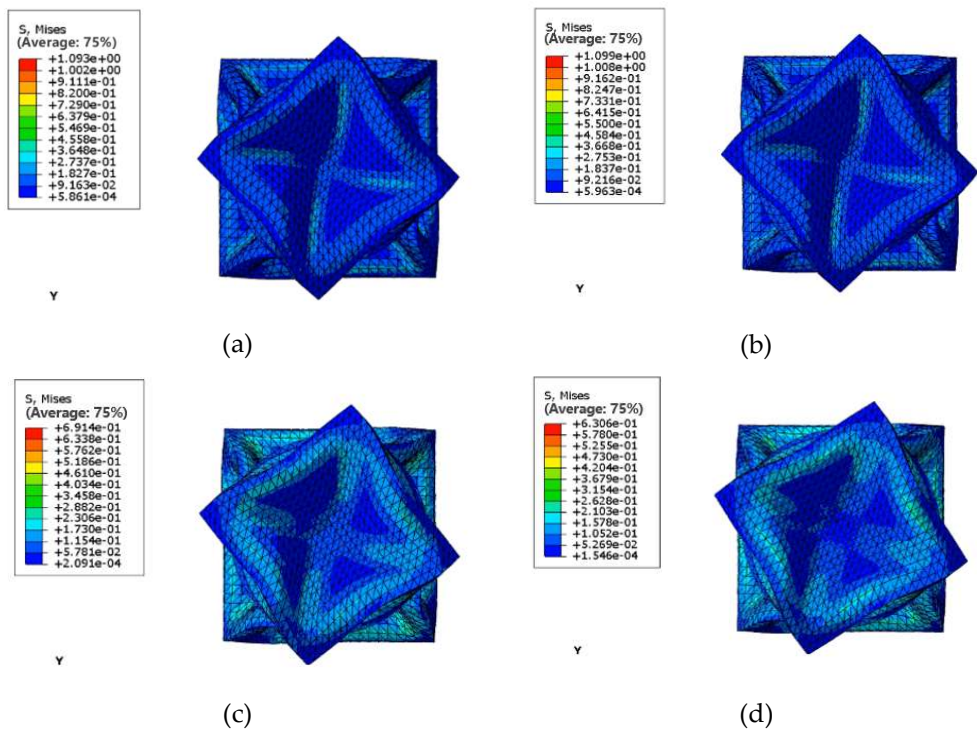 S, Mises
(Average: 75%)
+1.093e+00
+1.002e+00
+9.111e-01
+8.200e-01
+7.290e-01
+6.379e-01
+5.469e-01
+4.558e-01
+3.648e-01
+2.737e-01
+1.827e-01
+9.163e-02
+5.861e-04
Y
(a)
S, Mises
(Average: 75%)
+1.099e+00
+1.008e+00
+9.162e-01
+8.247e-01
+7.331e-01
+6.415e-01
+5.500e-01
+4.584e-01
+3.668e-01
+2.753e-01
+1.837e-01
+9.216e-02
+5.963e-04
Y
(b)
S, Mises
(Average: 75%)
+6.914e-01
+6.338e-01
+5.762e-01
+5.186e-01
+4.610e-01
+4.034e-01
+3.458e-01
+2.882e-01
+2.306e-01
+1.730e-01
+1.154e-01
+5.781e-02
+2.091e-04
Y
(c)
S, Mises
(Average: 75%)
+6.306e-01
+5.780e-01
+5.255e-01
+4.730e-01
+4.204e-01
+3.679e-01
+3.154e-01
+2.628e-01
+2.103e-01
+1.578e-01
+1.052e-01
+5.269e-02
+1.546e-04
Y
(d)